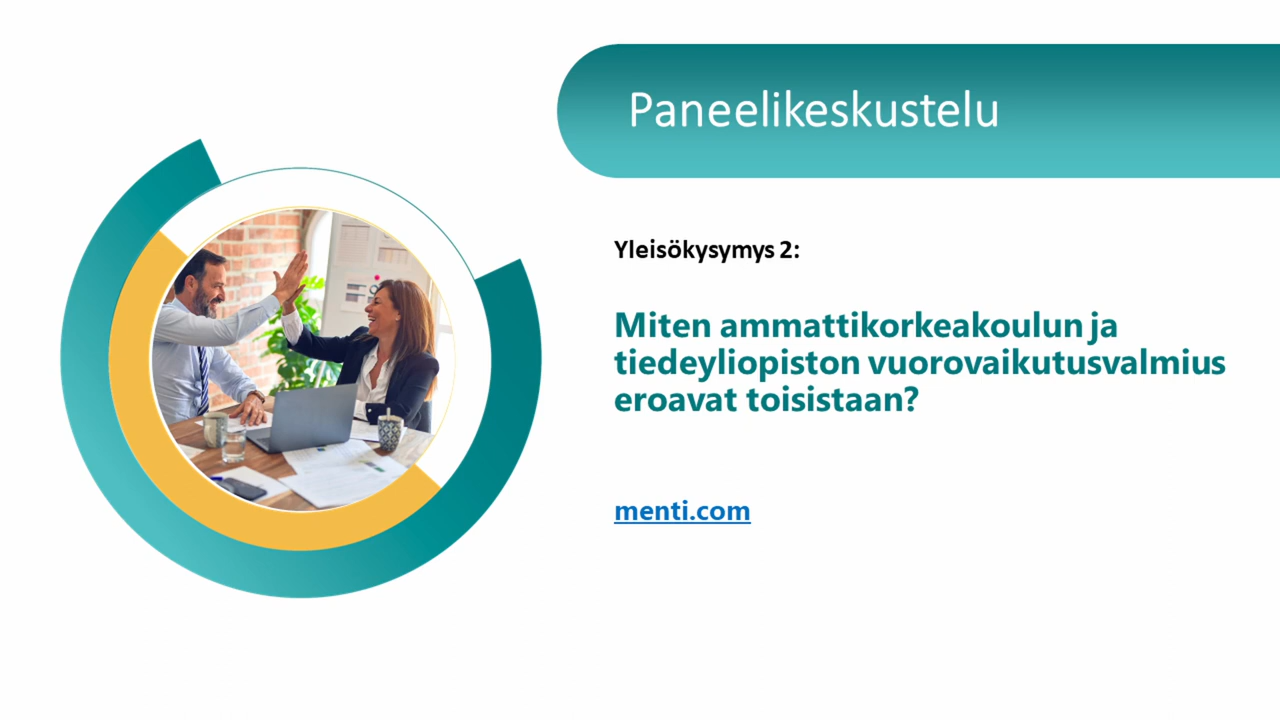 Paneelikeskustelu
Yleisökysymys 2:
Miten ammattikorkeakoulun ja
tiedeyliopiston vuorovaikutusvalmius
eroavat toisistaan?
menti.com